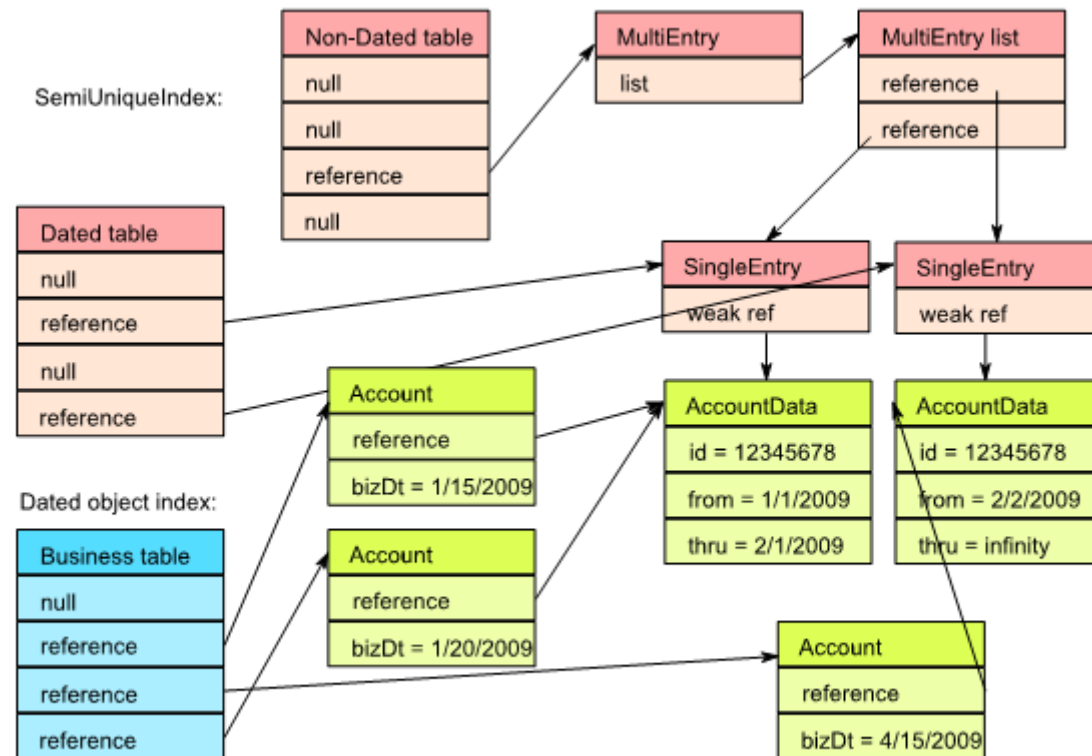 SemiUniqueIndex:
Non-Dated table
null
null
reference
null
MultiEntry
list
MultiEntry list
reference
reference
Dated table
null
reference
null
reference
SingleEntry
weak ref
SingleEntry
weak ref
Account
reference
bizDt = 1/15/2009
AccountData
id = 12345678
from = 1/1/2009
thru = 2/1/2009
AccountData
id = 12345678
from = 2/2/2009
thru = infinity
Dated object index:
Business table
null
reference
reference
reference
Account
reference
bizDt = 1/20/2009
Account
reference
bizDt = 4/15/2009